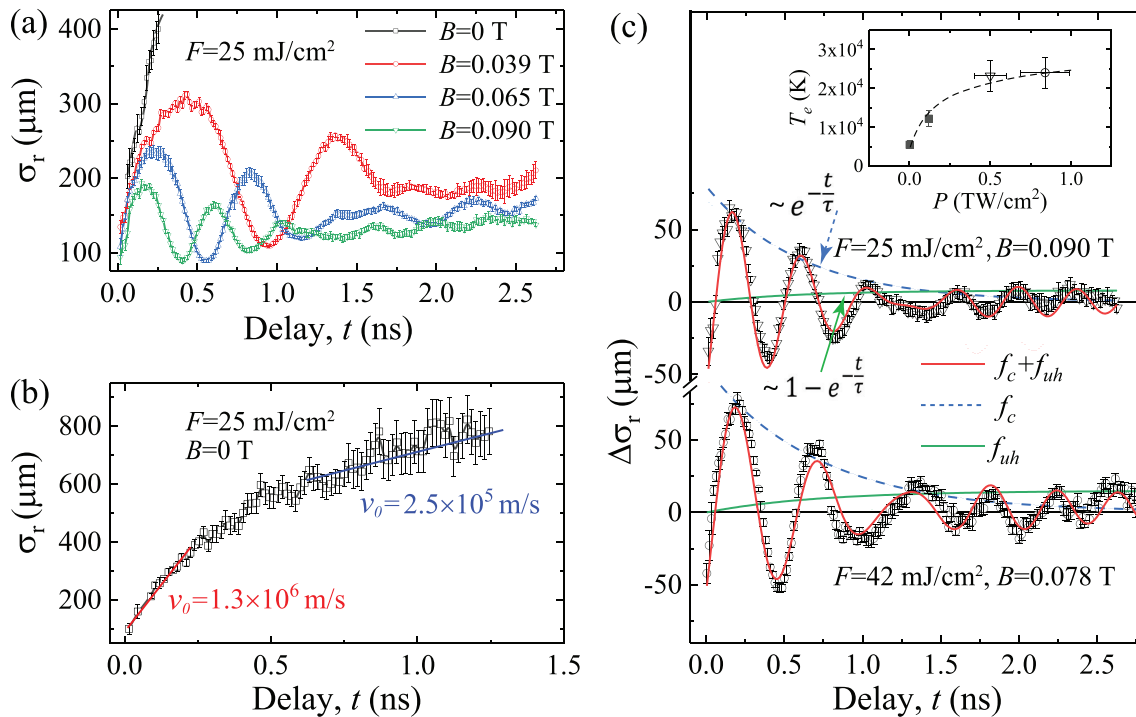 (a)
F=25 mJ/cm²
B=0 T
B=0.039 T
B=0.065 T
B=0.090 T
400
300
200
100
σr (μm)
0.0 0.5 1.0 1.5 2.0 2.5
Delay, t (ns)
(b)
F=25 mJ/cm²
B=0 T
800
600
400
200
σr (μm)
v₀=2.5×10⁵ m/s
v₀=1.3×10⁶ m/s
0.0 0.5 1.0 1.5
Delay, t (ns)
(c)
3x10⁴
2x10⁴
1x10⁴
Te (K)
0.0 0.5 1.0
P (TW/cm²)
~ e^{-t/τ}
F=25 mJ/cm², B=0.090 T
50
0
-50
~ 1 − e^{-t/τ}
fc+fuh
fc
fuh
Δσr (μm)
50
0
-50
F=42 mJ/cm², B=0.078 T
0.0 0.5 1.0 1.5 2.0 2.5
Delay, t (ns)